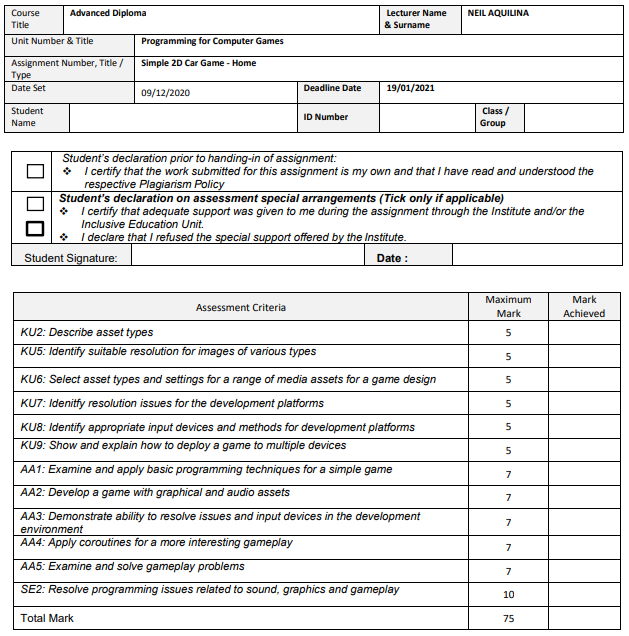 Course Title Advanced Diploma Lecturer Name & Surname NEIL AQUILINA
Unit Number & Title Programming for Computer Games
Assignment Number, Title / Type Simple 2D Car Game - Home
Date Set 09/12/2020 Deadline Date 19/01/2021
Student Name ID Number Class / Group
Student's declaration prior to handing-in of assignment:
❖ I certify that the work submitted for this assignment is my own and that I have read and understood the
respective Plagiarism Policy
Student's declaration on assessment special arrangements (Tick only if applicable)
❖ I certify that adequate support was given to me during the assignment through the Institute and/or the
Inclusive Education Unit.
❖ I declare that I refused the special support offered by the Institute.
Student Signature: Date :
Assessment Criteria Maximum Mark Mark Achieved
KU2: Describe asset types 5
KU5: Identify suitable resolution for images of various types 5
KU6: Select asset types and settings for a range of media assets for a game design 5
KU7: Idenitfy resolution issues for the development platforms 5
KU8: Identify appropriate input devices and methods for development platforms 5
KU9: Show and explain how to deploy a game to multiple devices 5
AA1: Examine and apply basic programming techniques for a simple game 7
AA2: Develop a game with graphical and audio assets 7
AA3: Demonstrate ability to resolve issues and input devices in the development
environment 7
AA4: Apply coroutines for a more interesting gameplay 7
AA5: Examine and solve gameplay problems 7
SE2: Resolve programming issues related to sound, graphics and gameplay 10
Total Mark 75